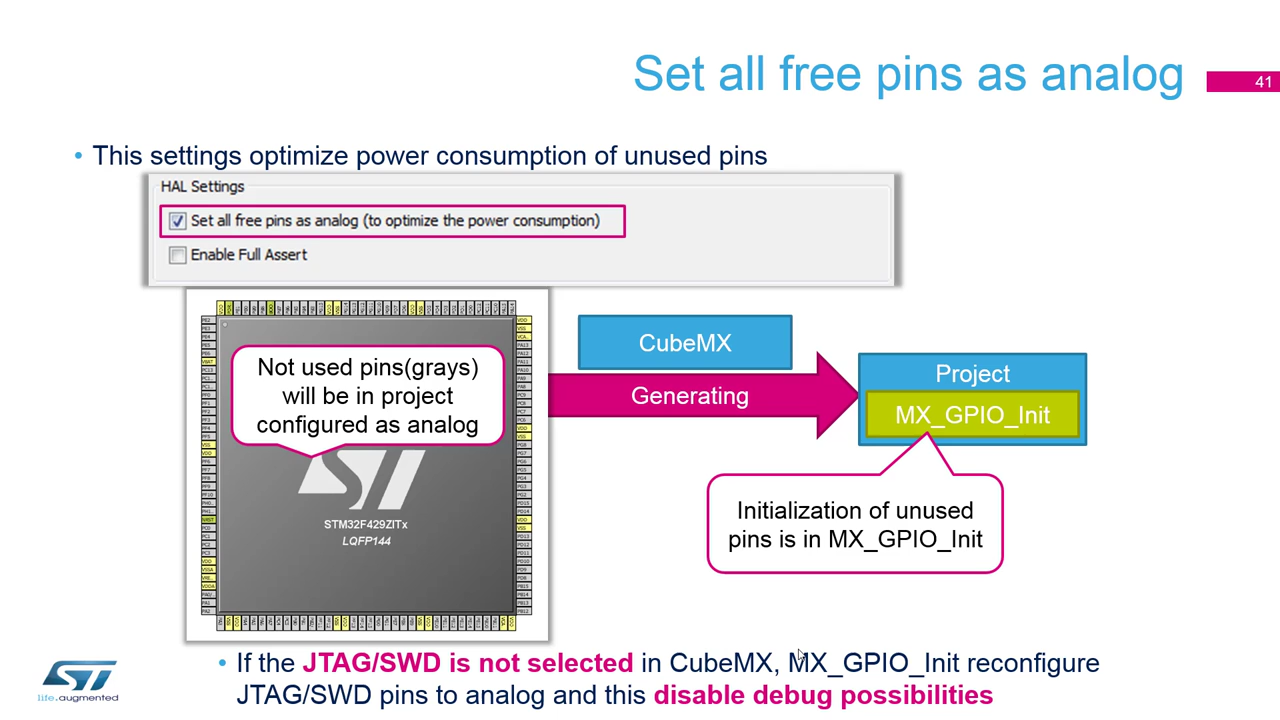 Set all free pins as analog
41
• This settings optimize power consumption of unused pins
HAL Settings
Set all free pins as analog (to optimize the power consumption)
Enable Full Assert
Not used pins(grays)
will be in project
configured as analog
STM32F429ZITx
LQFP144
CubeMX
Generating
Project
MX_GPIO_Init
Initialization of unused
pins is in MX_GPIO_Init
• If the JTAG/SWD is not selected in CubeMX, MX_GPIO_Init reconfigure
JTAG/SWD pins to analog and this disable debug possibilities
life.augmented